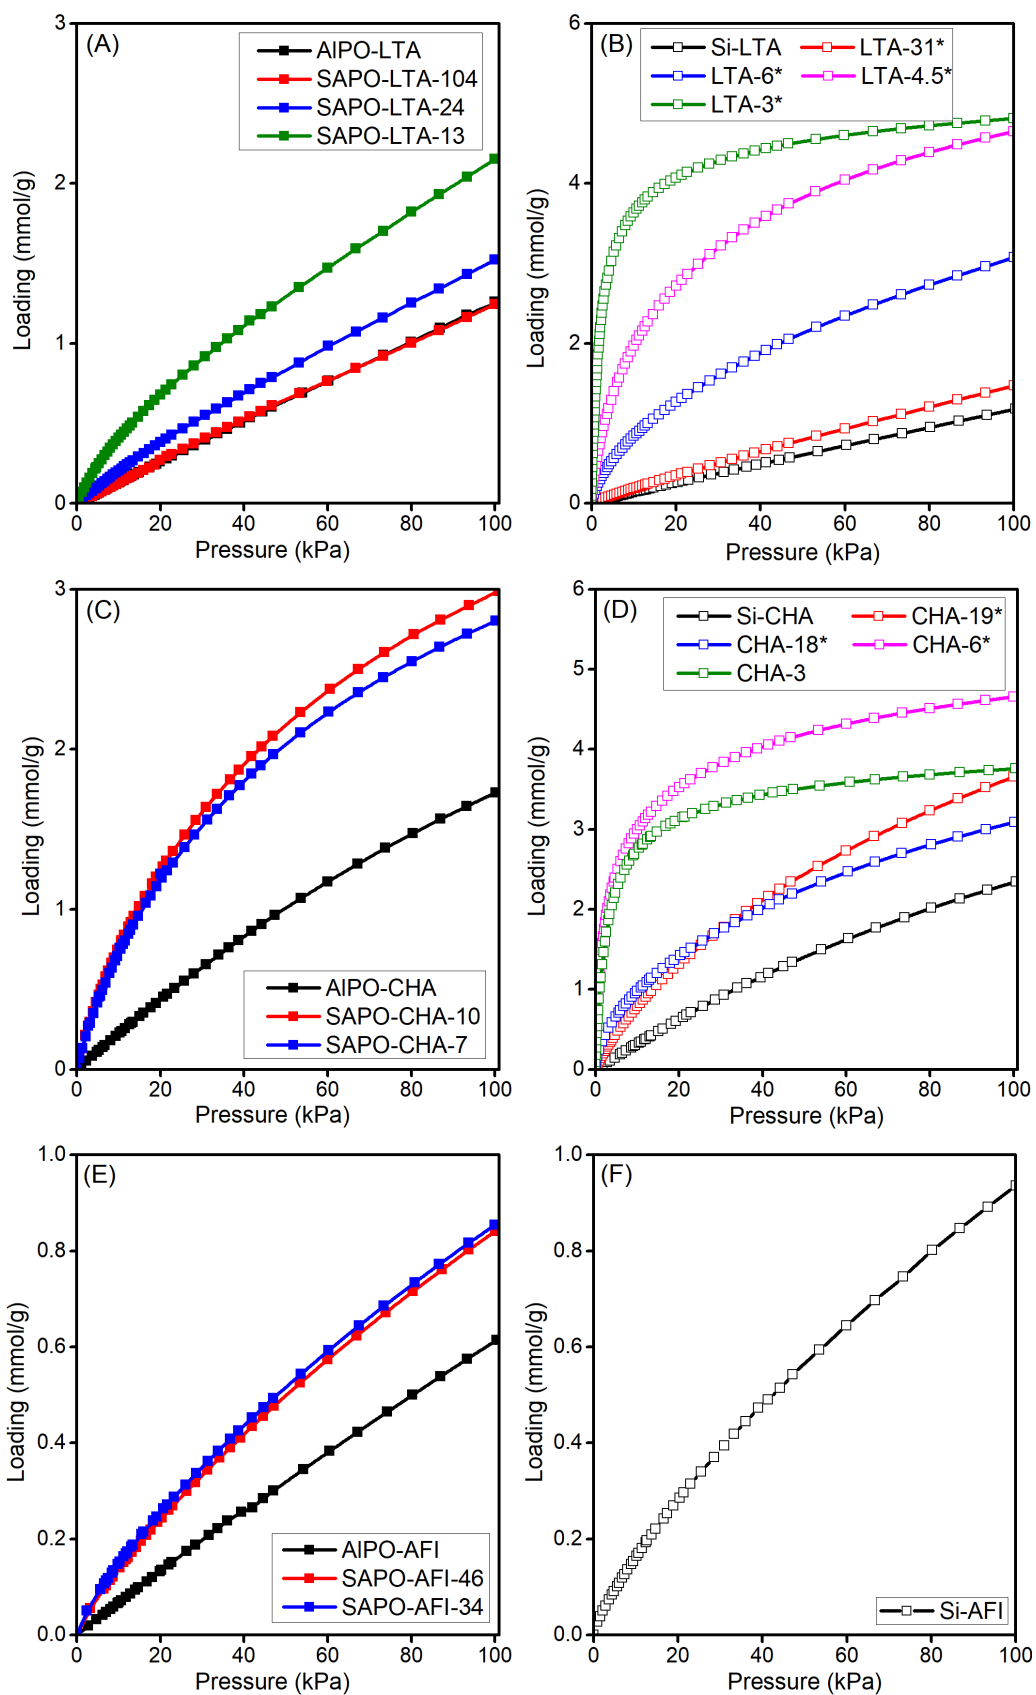 (A)
AlPO-LTA
SAPO-LTA-104
SAPO-LTA-24
SAPO-LTA-13
3
2
1
0
Loading (mmol/g)
0 20 40 60 80 100
Pressure (kPa)
(B)
Si-LTA LTA-31*
LTA-6* LTA-4.5*
LTA-3*
6
4
2
0
Loading (mmol/g)
0 20 40 60 80 100
Pressure (kPa)
(C)
AlPO-CHA
SAPO-CHA-10
SAPO-CHA-7
3
2
1
0
Loading (mmol/g)
0 20 40 60 80 100
Pressure (kPa)
(D)
Si-CHA CHA-19*
CHA-18* CHA-6*
CHA-3
6
5
4
3
2
1
0
Loading (mmol/g)
0 20 40 60 80 100
Pressure (kPa)
(E)
AlPO-AFI
SAPO-AFI-46
SAPO-AFI-34
1.0
0.8
0.6
0.4
0.2
0.0
Loading (mmol/g)
0 20 40 60 80 100
Pressure (kPa)
(F)
Si-AFI
1.0
0.8
0.6
0.4
0.2
0.0
Loading (mmol/g)
0 20 40 60 80 100
Pressure (kPa)